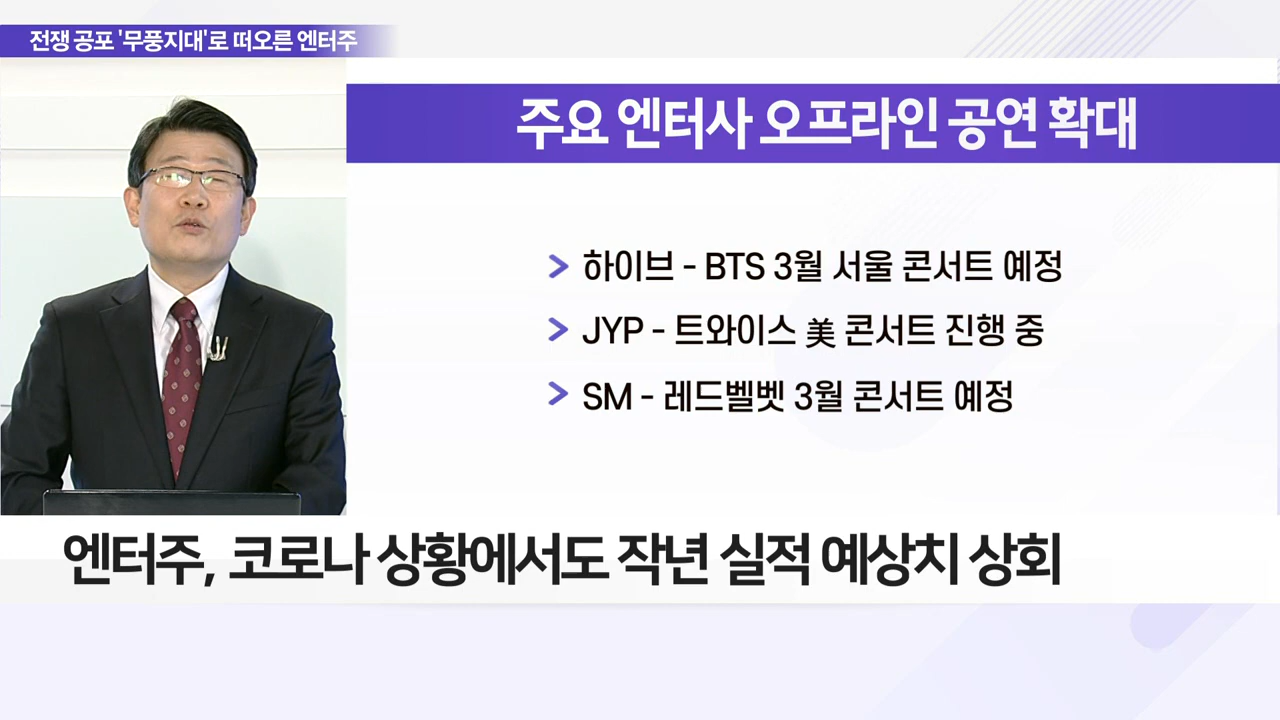 전쟁 공포 '무풍지대'로 떠오른 엔터주
주요 엔터사 오프라인 공연 확대
> 하이브 - BTS 3월 서울 콘서트 예정
> JYP - 트와이스 美 콘서트 진행 중
> SM - 레드벨벳 3월 콘서트 예정
엔터주, 코로나 상황에서도 작년 실적 예상치 상회